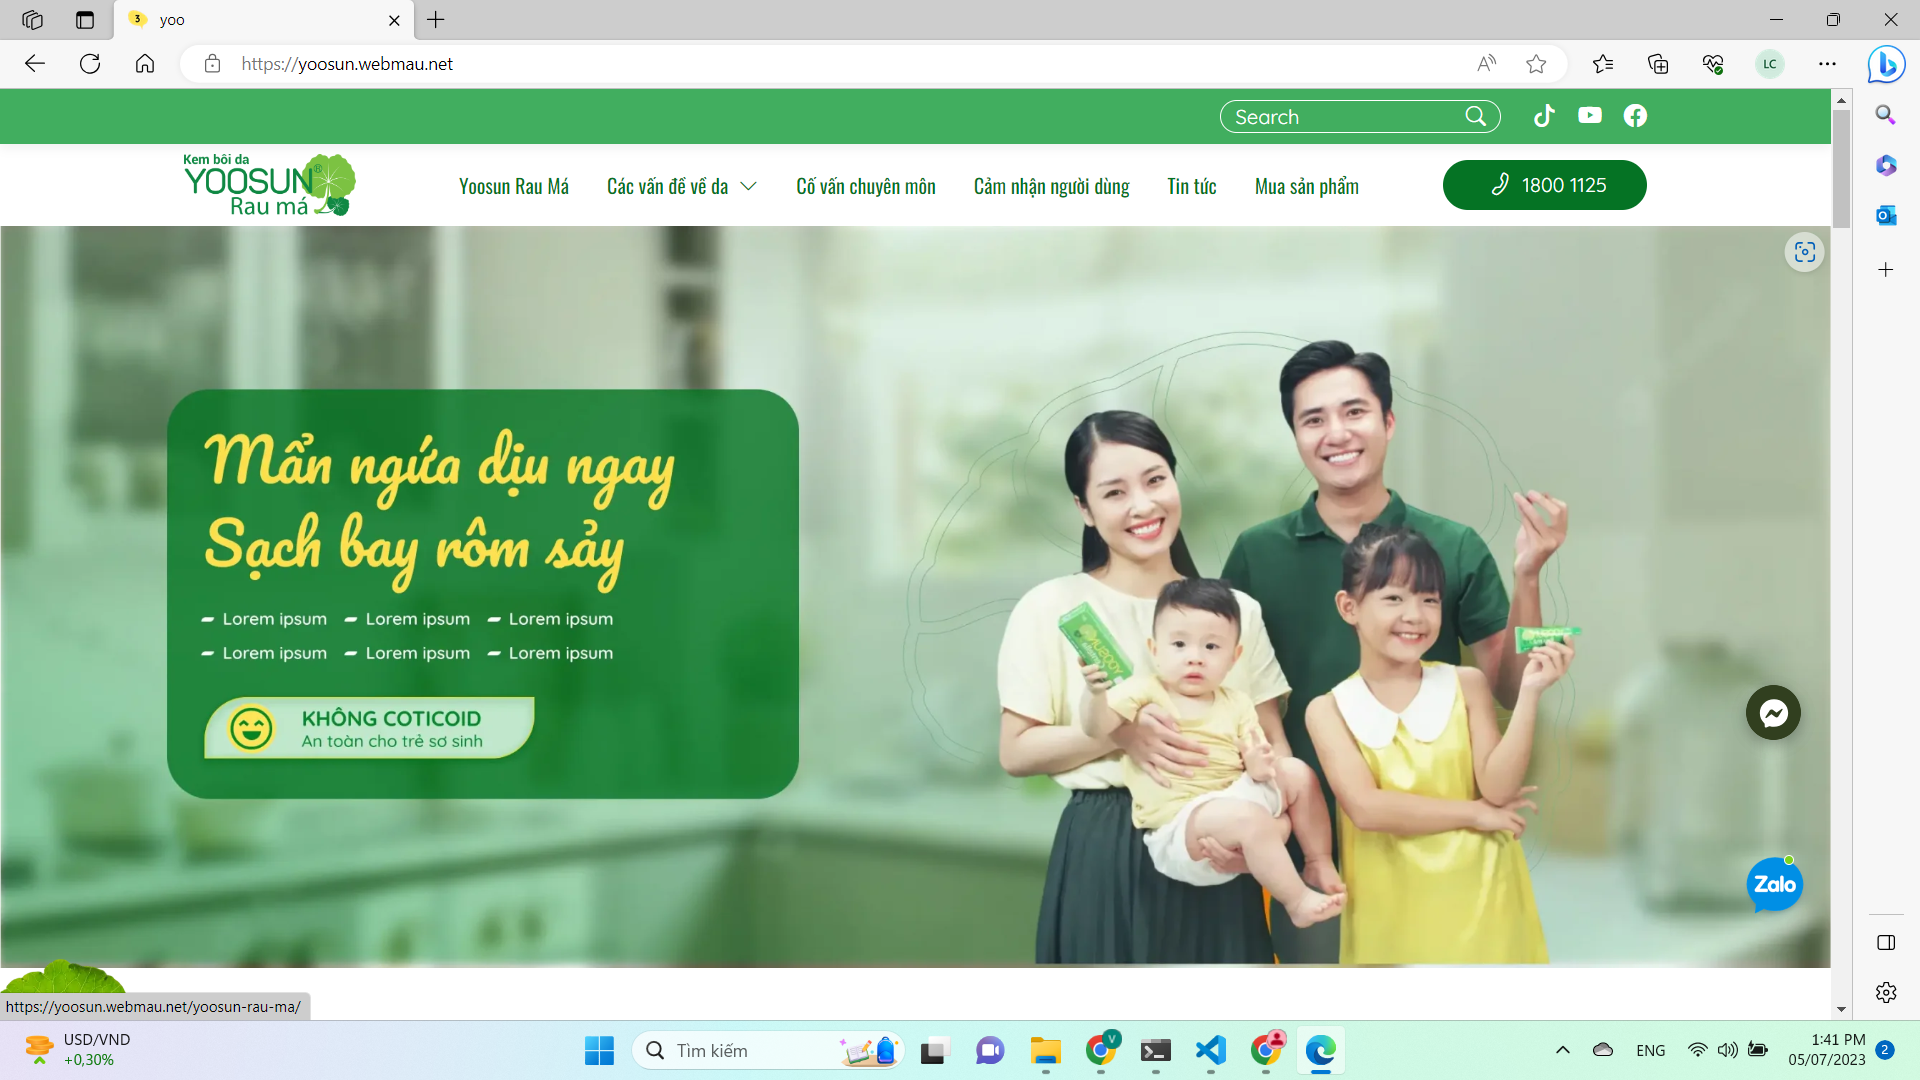 yoo
https://yoosun.webmau.net
LC
Search
Kem bôi da
YOOSUN®
Rau má
Yoosun Rau Má
Các vấn đề về da
Cố vấn chuyên môn
Cảm nhận người dùng
Tin tức
Mua sản phẩm
1800 1125
Mẩn ngứa dịu ngay
Sạch bay rôm sảy
Lorem ipsum Lorem ipsum Lorem ipsum
Lorem ipsum Lorem ipsum Lorem ipsum
KHÔNG COTICOID
An toàn cho trẻ sơ sinh
Zalo
https://yoosun.webmau.net/yoosun-rau-ma/
USD/VND
+0,30%
Tìm kiếm
V
ENG
1:41 PM
05/07/2023
2